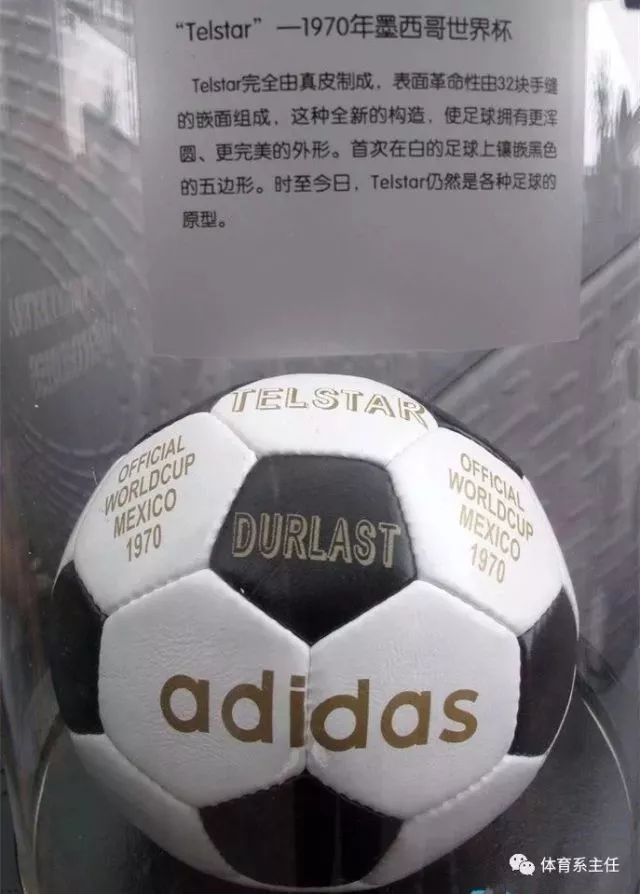 “Telstar” —1970年墨西哥世界杯
Telstar完全由真皮制成，表面革命性由32块手缝
的嵌面组成，这种全新的构造，使足球拥有更浑
圆、更完美的外形。首次在白的足球上镶嵌黑色
的五边形。时至今日，Telstar仍然是各种足球的
原型。
TELSTAR
OFFICIAL
WORLDCUP
MEXICO
1970
OFFICIAL
WORLDCUP
MEXICO
1970
DURLAST
adidas
体育系主任